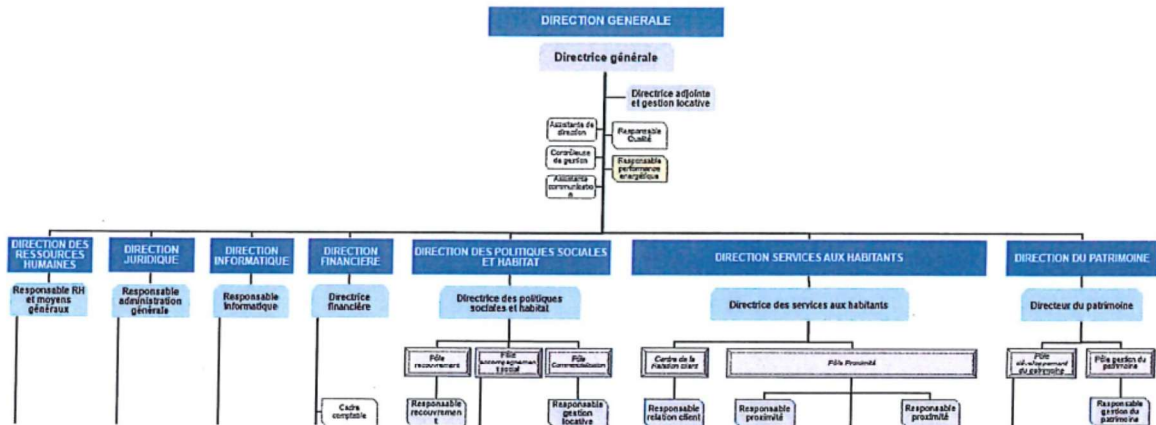 DIRECTION GENERALE
Directrice générale
Directrice adjointe
et gestion locative
Assistante de
direction
Responsable
Qualité
Contrôleuse
de gestion
Responsable
performance
énergétique
Assistante
communicatio
n
DIRECTION DES
RESSOURCES
HUMAINES
DIRECTION
JURIDIQUE
DIRECTION
INFORMATIQUE
DIRECTION
FINANCIERE
DIRECTION DES POLITIQUES SOCIALES
ET HABITAT
DIRECTION SERVICES AUX HABITANTS
DIRECTION DU PATRIMOINE
Responsable RH
et moyens
généraux
Responsable
administration
générale
Responsable
informatique
Directrice
financière
Directrice des politiques
sociales et habitat
Directrice des services aux habitants
Directeur du patrimoine
Pôle
recouvrement
Pôle
accompagnement
social
Pôle
Commercialisation
Centre de la
Relation client
Pôle Proximité
Pôle
développement
du patrimoine
Pôle gestion du
patrimoine
Cadre
comptable
Responsable
recouvremen
t
Responsable
gestion
locative
Responsable
relation client
Responsable
proximité
Responsable
proximité
Responsable
gestion du
patrimoine